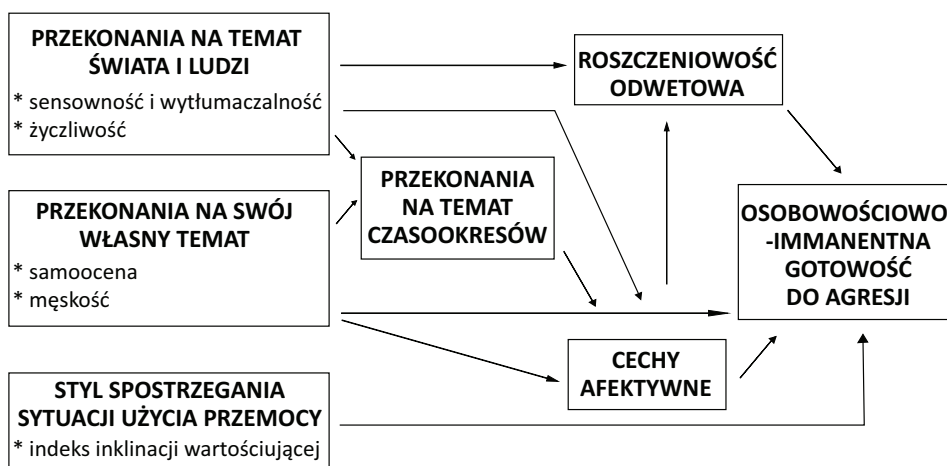 PRZEKONANIA NA TEMAT
ŚWIATA I LUDZI
* sensowność i wytłumaczalność
* życzliwość
ROSZCZENIOWOŚĆ
ODWETOWA
PRZEKONANIA
NA TEMAT
CZASOOKRESÓW
PRZEKONANIA NA SWÓJ
WŁASNY TEMAT
* samoocena
* męskość
OSOBOWOŚCIOWO
-IMMANENTNA
GOTOWOŚĆ
DO AGRESJI
CECHY
AFEKTYWNE
STYL SPOSTRZEGANIA
SYTUACJI UŻYCIA PRZEMOCY
* indeks inklinacji wartościującej